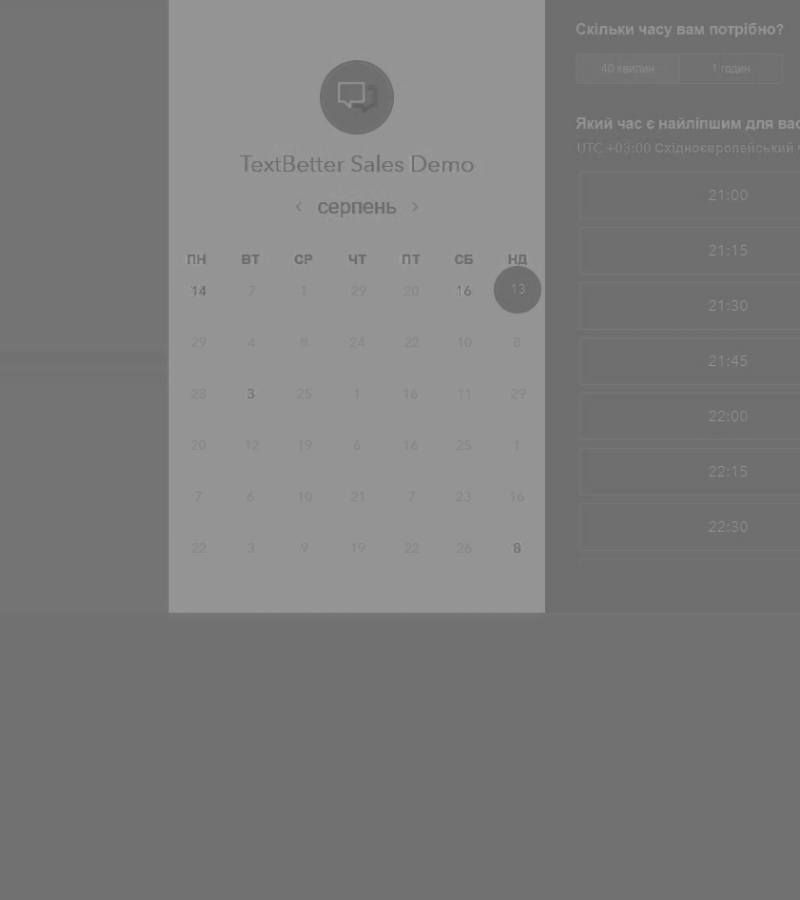 TextBetter Sales Demo
‹ серпень ›
ПН ВТ СР ЧТ ПТ СБ НД
14 7 1 29 20 16 13
29 4 8 24 22 10 8
28 3 25 1 16 11 29
20 12 19 6 16 25 1
7 6 10 21 7 23 16
22 3 9 19 22 26 8
Скільки часу вам потрібно?
40 хвилин 1 годин
Який час є найліпшим для вас
UTC +03:00 Східноєвропейський ч
21:00
21:15
21:30
21:45
22:00
22:15
22:30